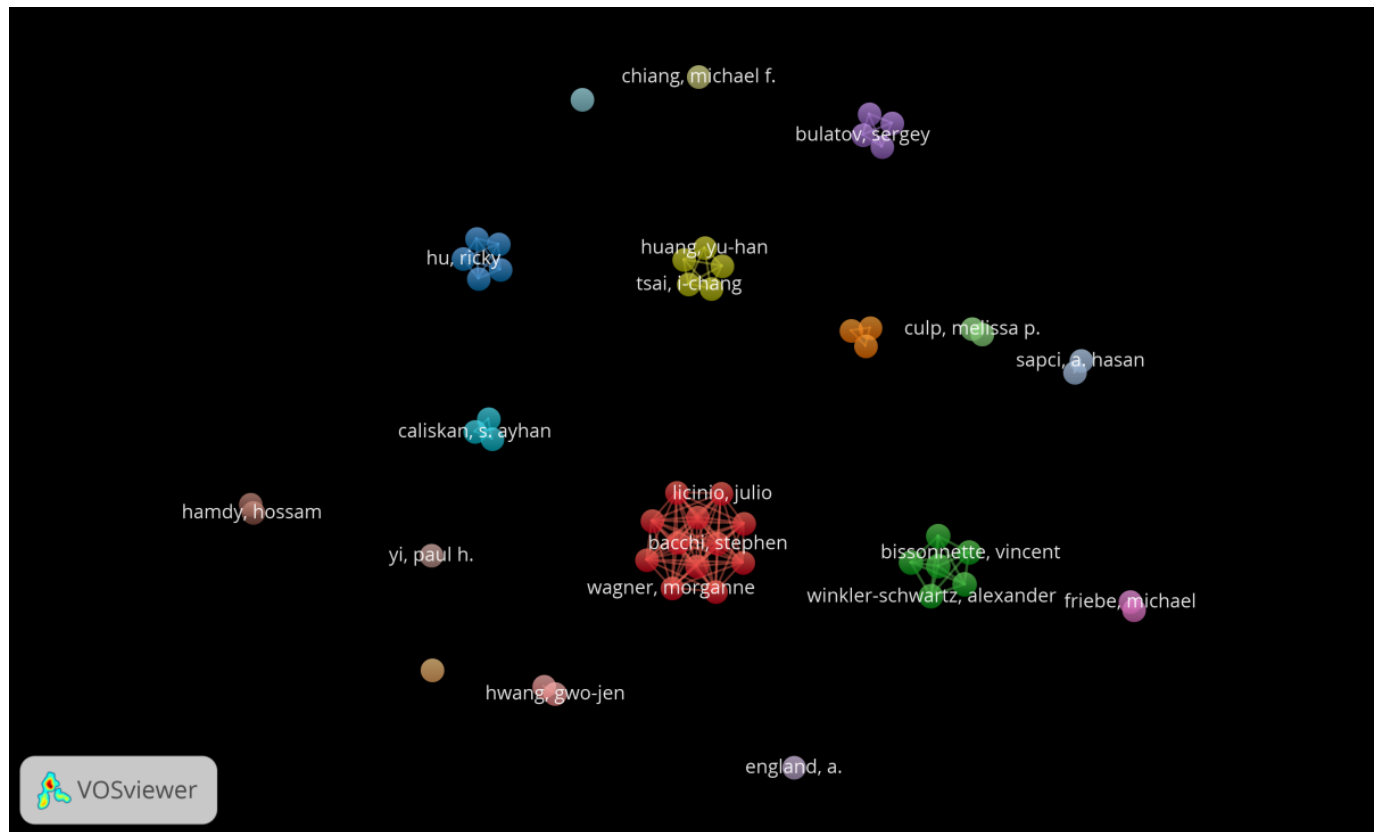 chiang, michael f.
bulatov, sergey
hu, ricky
huang, yu-han
tsai, i-chang
culp, melissa p.
sapci, a. hasan
caliskan, s. ayhan
licinio, julio
hamdy, hossam
bacchi, stephen
bissonnette, vincent
yi, paul h.
wagner, morganne
winkler-schwartz, alexander
friebe, michael
hwang, gwo-jen
england, a.
VOSviewer